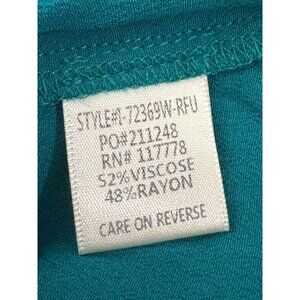 STYLE#I-72369W-RFU
PO#211248
RN# 117778
52%VISCOSE
48%RAYON
CARE ON REVERSE